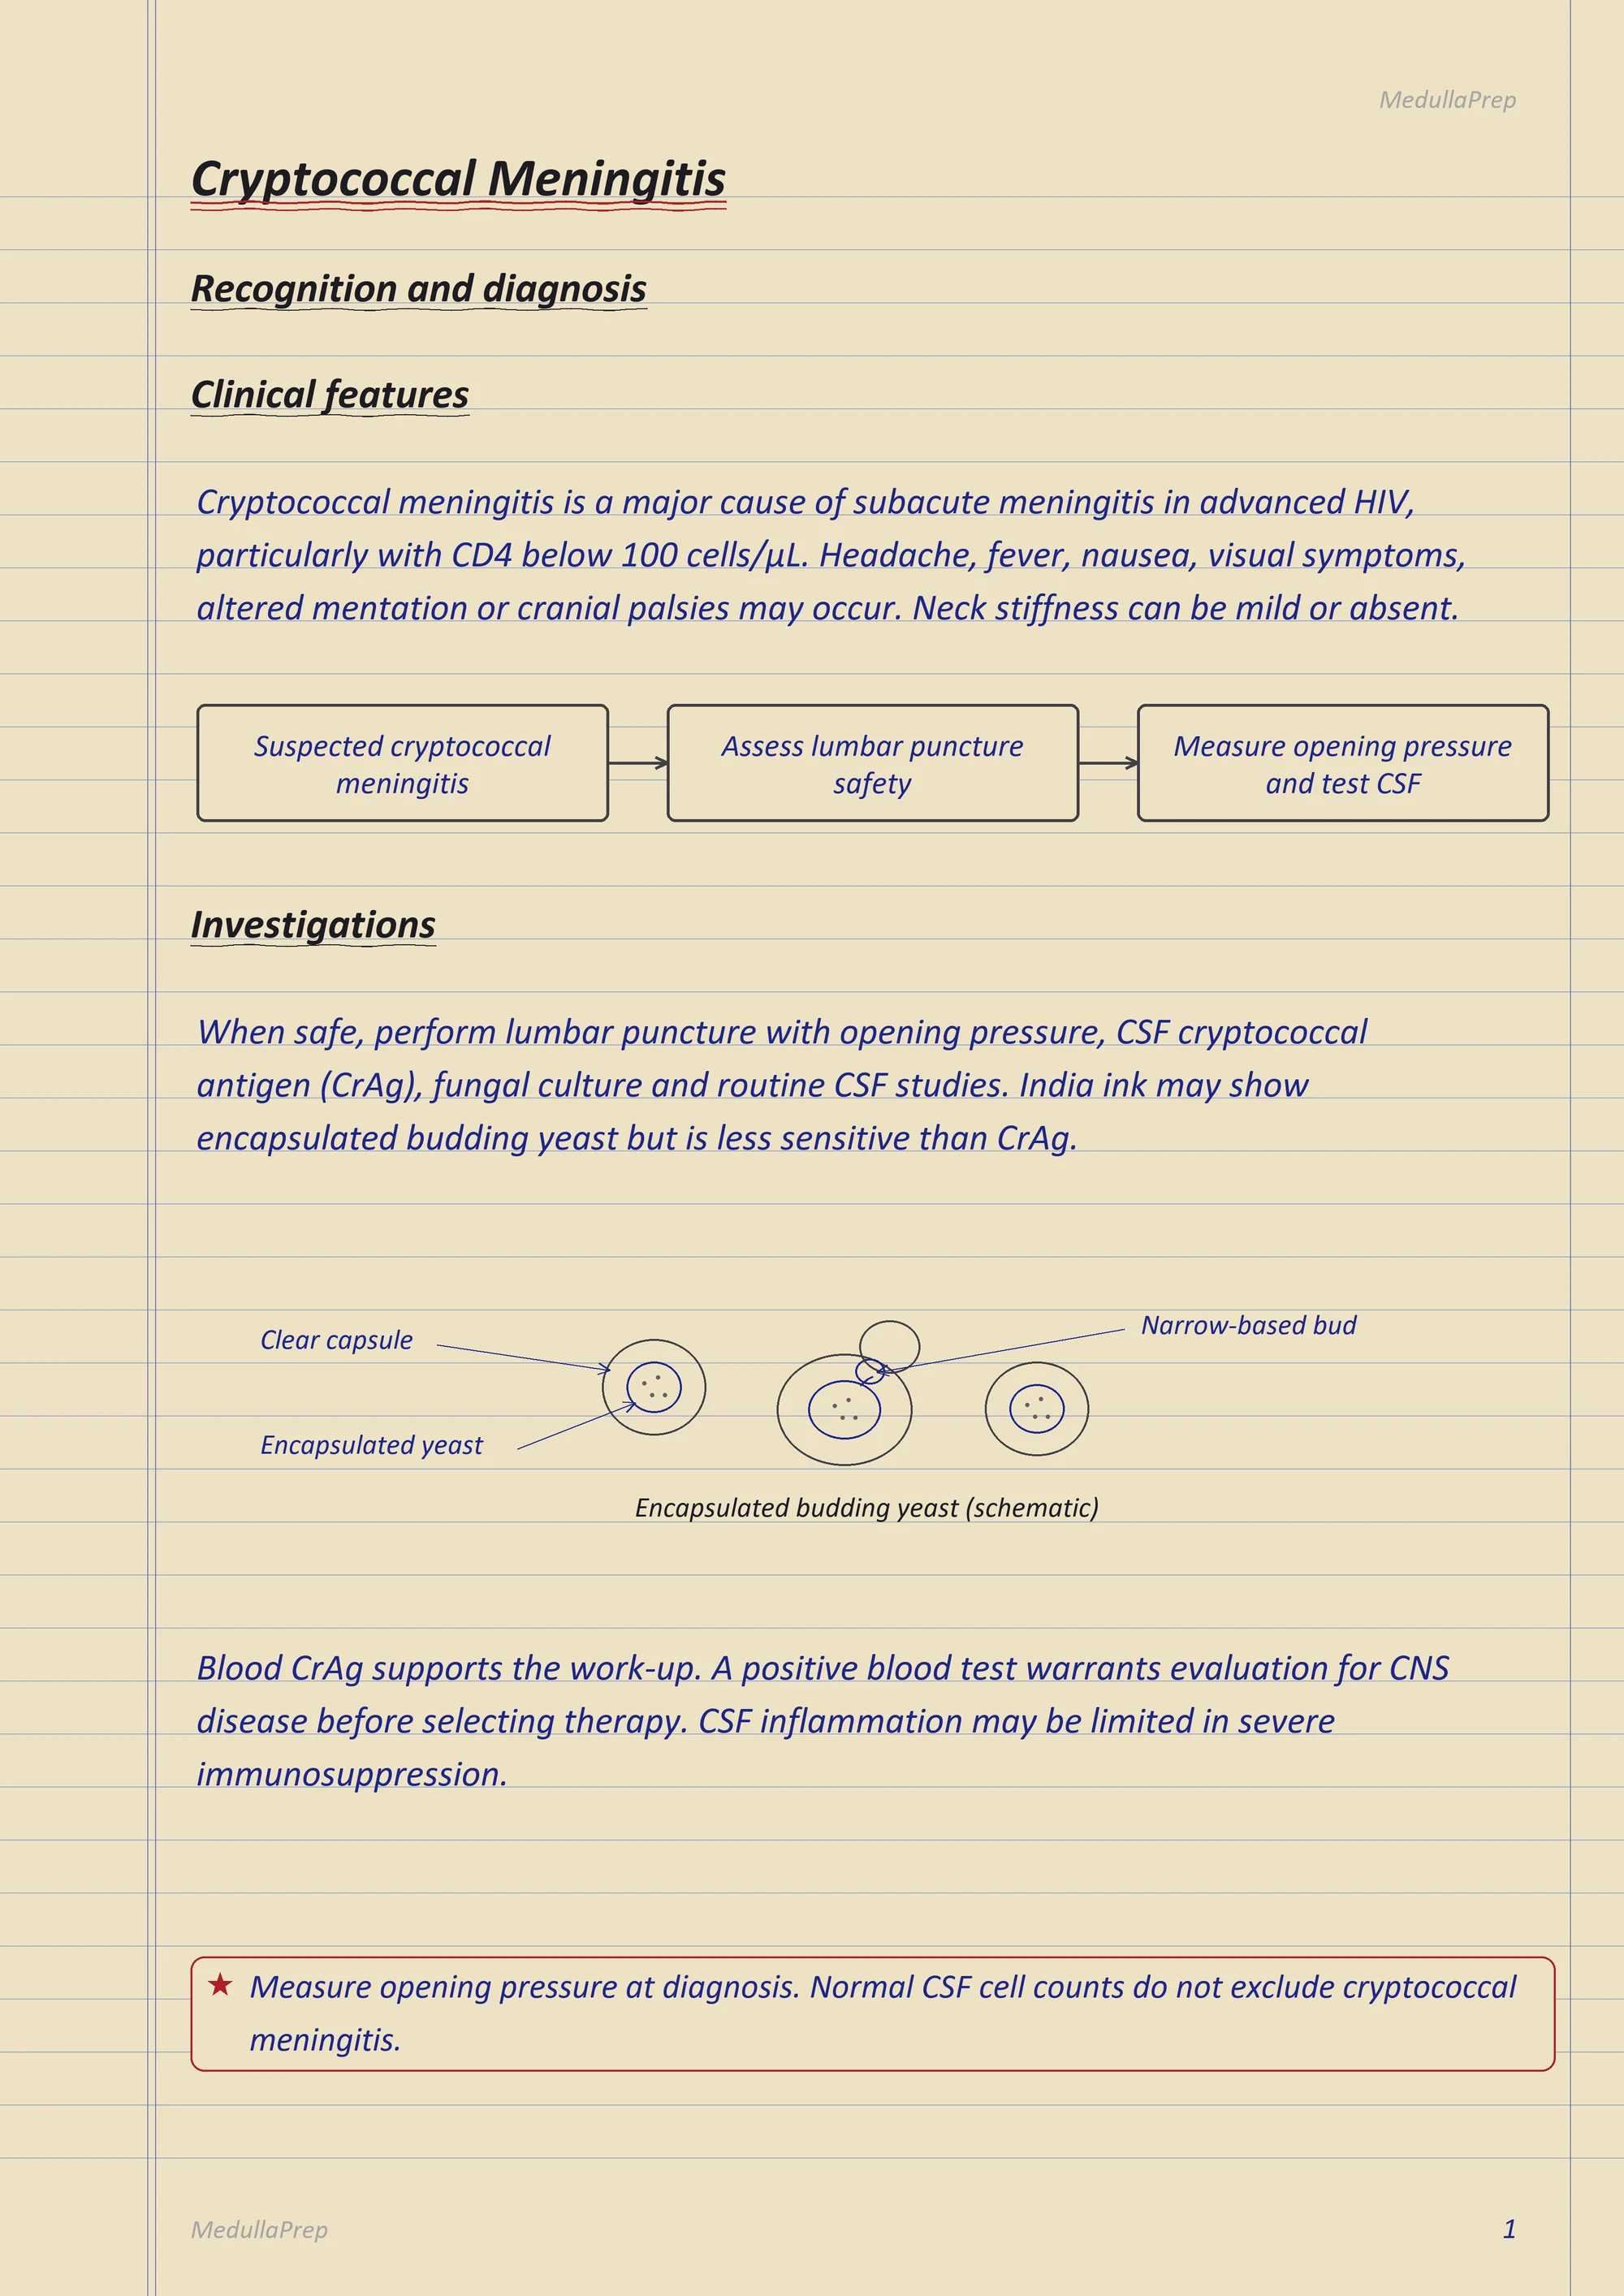 MedullaPrep
Cryptococcal Meningitis
Recognition and diagnosis
Clinical features
Cryptococcal meningitis is a major cause of subacute meningitis in advanced HIV,
particularly with CD4 below 100 cells/µL. Headache, fever, nausea, visual symptoms,
altered mentation or cranial palsies may occur. Neck stiffness can be mild or absent.
Suspected cryptococcal
meningitis
Assess lumbar puncture
safety
Measure opening pressure
and test CSF
Investigations
When safe, perform lumbar puncture with opening pressure, CSF cryptococcal
antigen (CrAg), fungal culture and routine CSF studies. India ink may show
encapsulated budding yeast but is less sensitive than CrAg.
Clear capsule
Narrow-based bud
Encapsulated yeast
Encapsulated budding yeast (schematic)
Blood CrAg supports the work-up. A positive blood test warrants evaluation for CNS
disease before selecting therapy. CSF inflammation may be limited in severe
immunosuppression.
★ Measure opening pressure at diagnosis. Normal CSF cell counts do not exclude cryptococcal
meningitis.
MedullaPrep
1